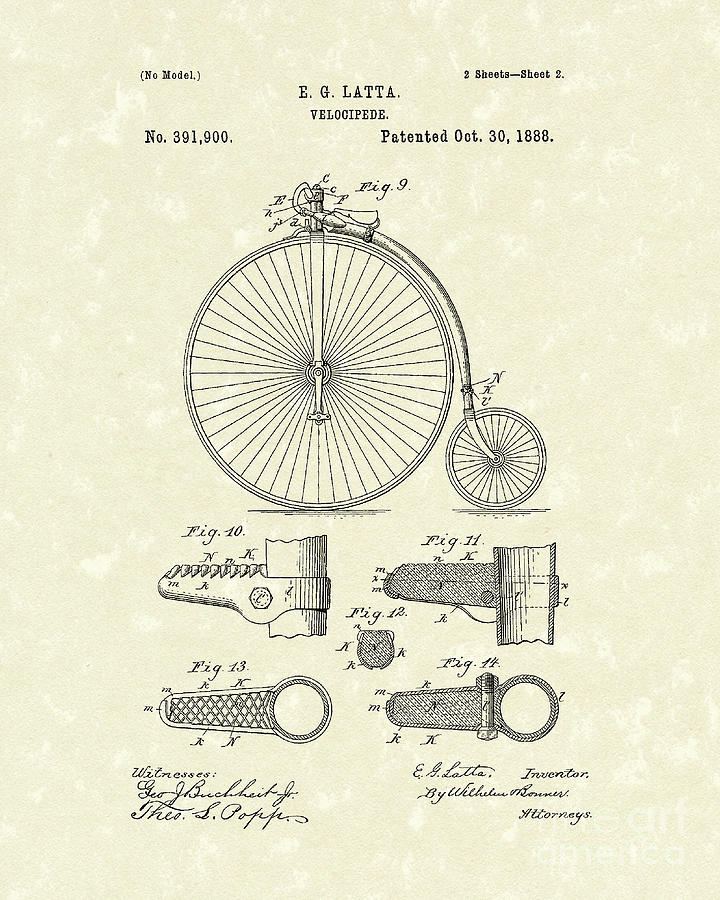 (No Model.)
2 Sheets—Sheet 2.
E. G. LATTA.
VELOCIPEDE.
No. 391,900.
Patented Oct. 30, 1888.
Fig. 9.
C
c
E
F
h
j'
d
N
K
l'
Fig. 10.
N n K
m k
l' l
Fig. 11.
n K
m
x x
m
l
k
Fig. 12.
n
K k
k
Fig. 13.
m k K
m
k N
Fig. 14.
m k K
m l
k K
Witnesses:
Geo J Buchheit Jr.
Theo. L. Popp.
E. G. Latta. Inventor.
By Wilhelm & Bonner.
Attorneys.
fine art
america